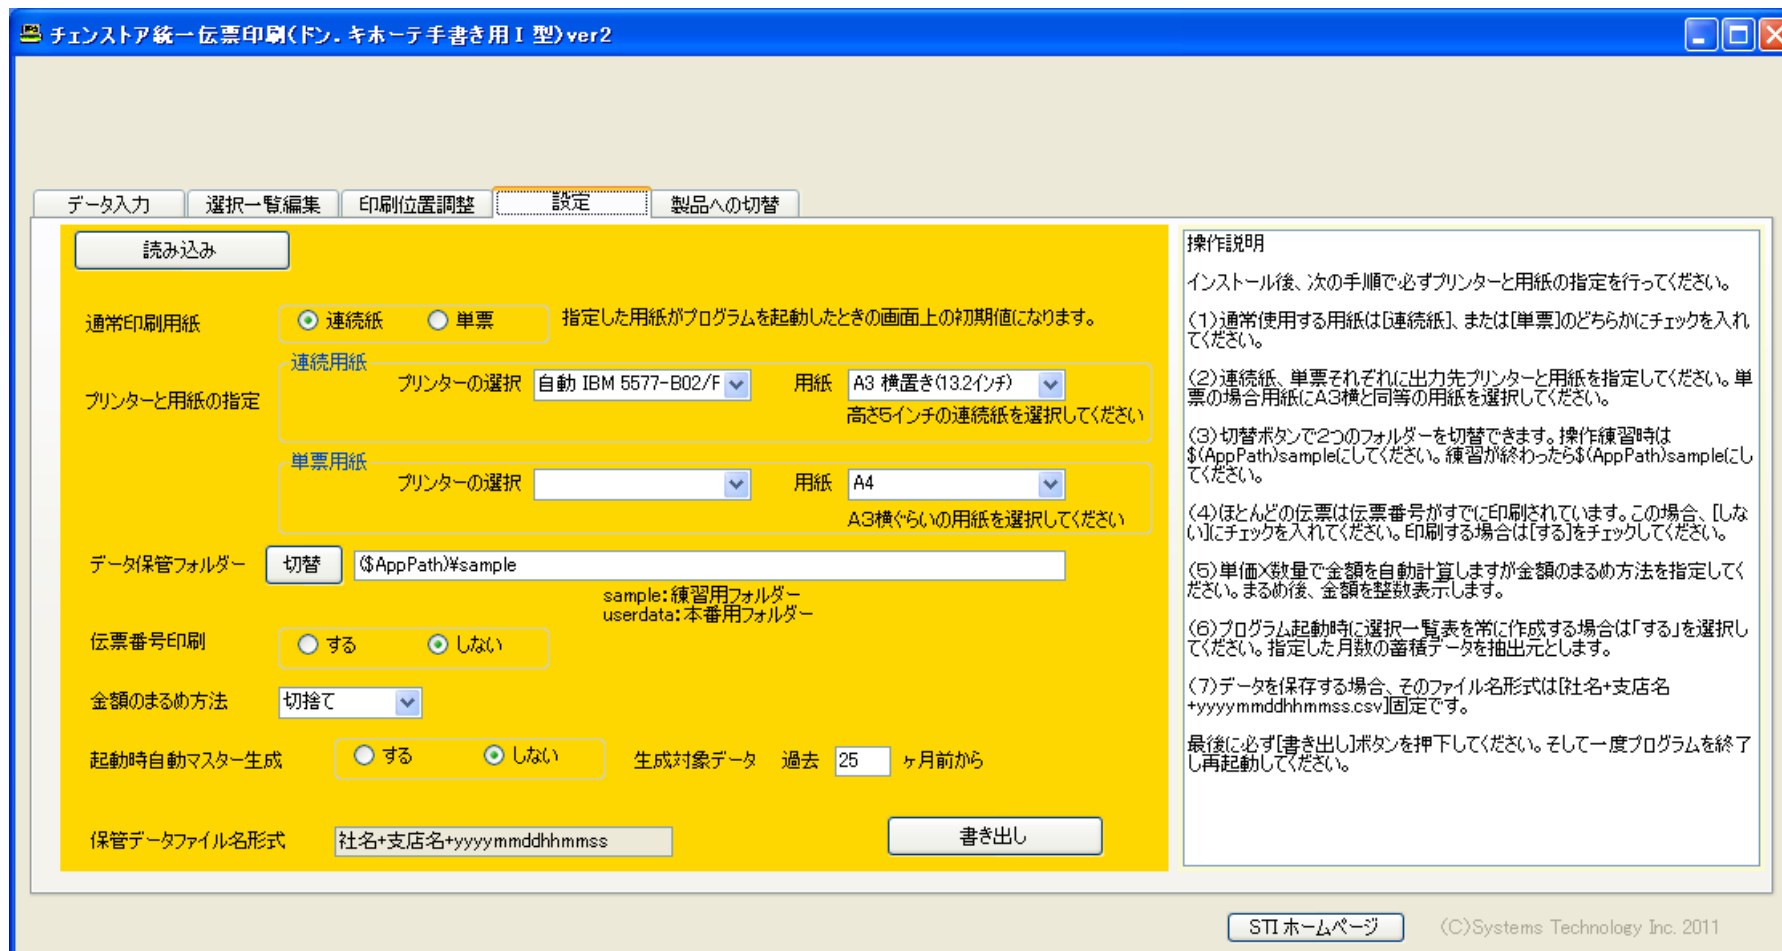 チェンストア統一伝票印刷(ドン.キホーテ手書き用Ⅰ型)ver2
データ入力
選択一覧編集
印刷位置調整
設定
製品への切替
読み込み
通常印刷用紙
連続紙
単票
指定した用紙がプログラムを起動したときの画面上の初期値になります。
プリンターと用紙の指定
連続用紙
プリンターの選択
自動 IBM 5577-B02/F
用紙
A3 横置き(13.2インチ)
高さ5インチの連続紙を選択してください
単票用紙
プリンターの選択
用紙
A4
A3横ぐらいの用紙を選択してください
データ保管フォルダー
切替
($AppPath)¥sample
sample:練習用フォルダー
userdata:本番用フォルダー
伝票番号印刷
する
しない
金額のまるめ方法
切捨て
起動時自動マスター生成
する
しない
生成対象データ
過去
25
ヶ月前から
保管データファイル名形式
社名+支店名+yyyymmddhhmmss
書き出し
操作説明
インストール後、次の手順で必ずプリンターと用紙の指定を行ってください。
(1)通常使用する用紙は[連続紙]、または[単票]のどちらかにチェックを入れ
てください。
(2)連続紙、単票それぞれに出力先プリンターと用紙を指定してください。単
票の場合用紙にA3横と同等の用紙を選択してください。
(3)切替ボタンで2つのフォルダーを切替できます。操作練習時は
$(AppPath)sampleにしてください。練習が終わったら$(AppPath)sampleにし
てください。
(4)ほとんどの伝票は伝票番号がすでに印刷されています。この場合、[しな
い]にチェックを入れてください。印刷する場合は[する]をチェックしてください。
(5)単価X数量で金額を自動計算しますが金額のまるめ方法を指定してく
ださい。まるめ後、金額を整数表示します。
(6)プログラム起動時に選択一覧表を常に作成する場合は「する」を選択し
てください。指定した月数の蓄積データを抽出元とします。
(7)データを保存する場合、そのファイル名形式は[社名+支店名
+yyyymmddhhmmss.csv]固定です。
最後に必ず[書き出し]ボタンを押下してください。そして一度プログラムを終了
し再起動してください。
STI ホームページ
(C)Systems Technology Inc. 2011